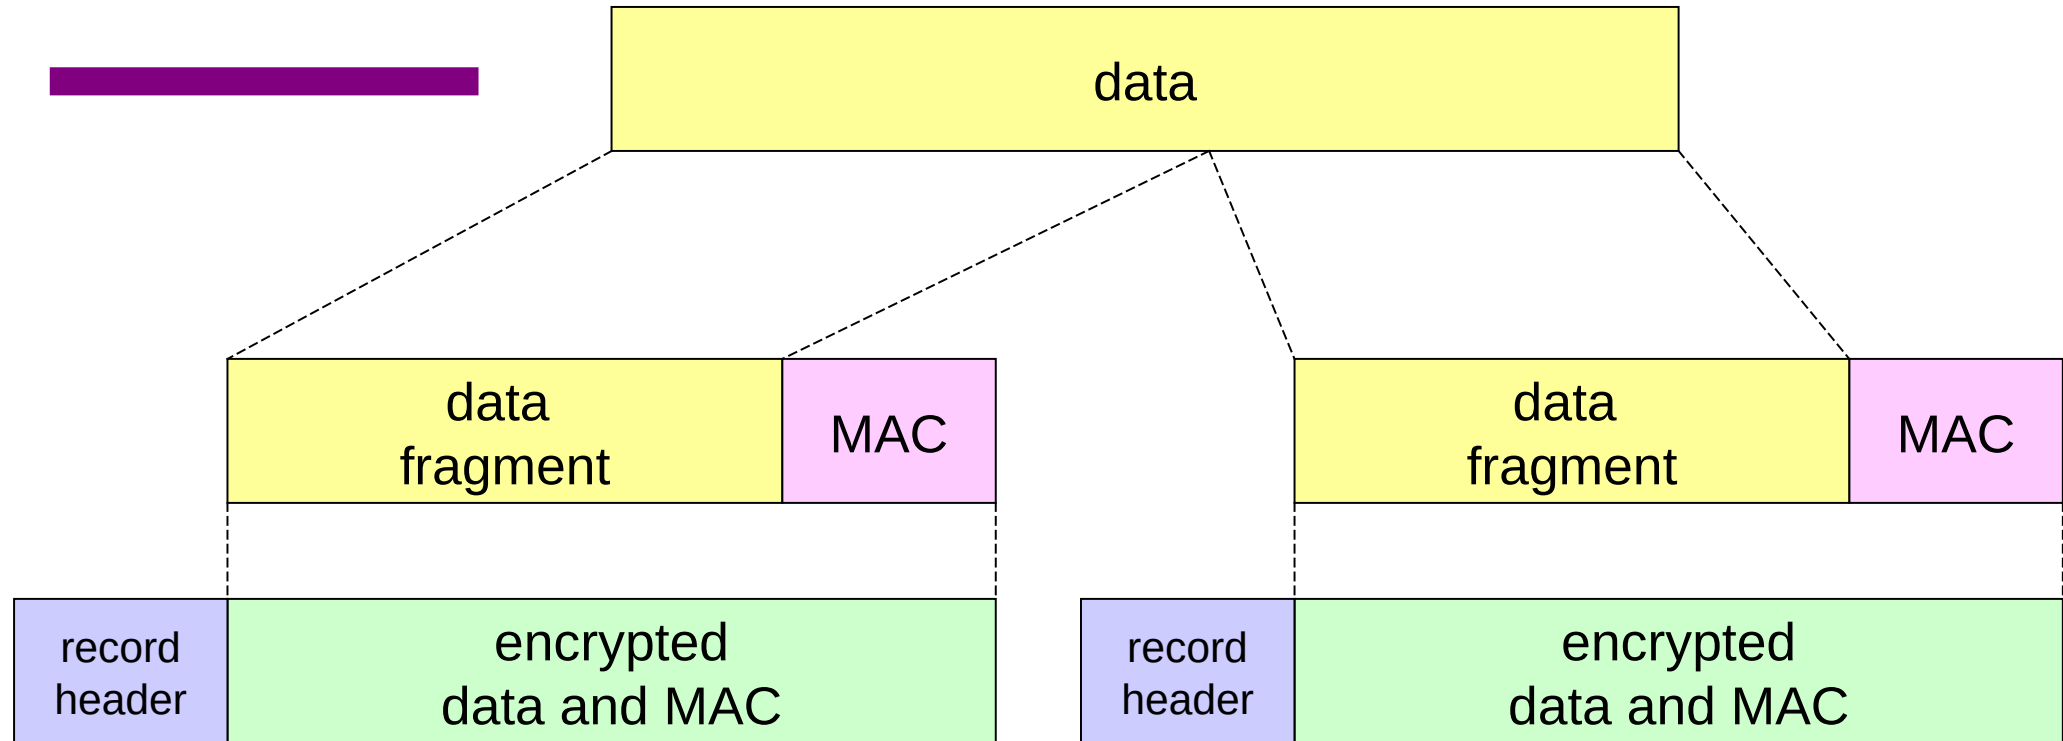 data
data
fragment
MAC
data
fragment
MAC
record
header
encrypted
data and MAC
record
header
encrypted
data and MAC